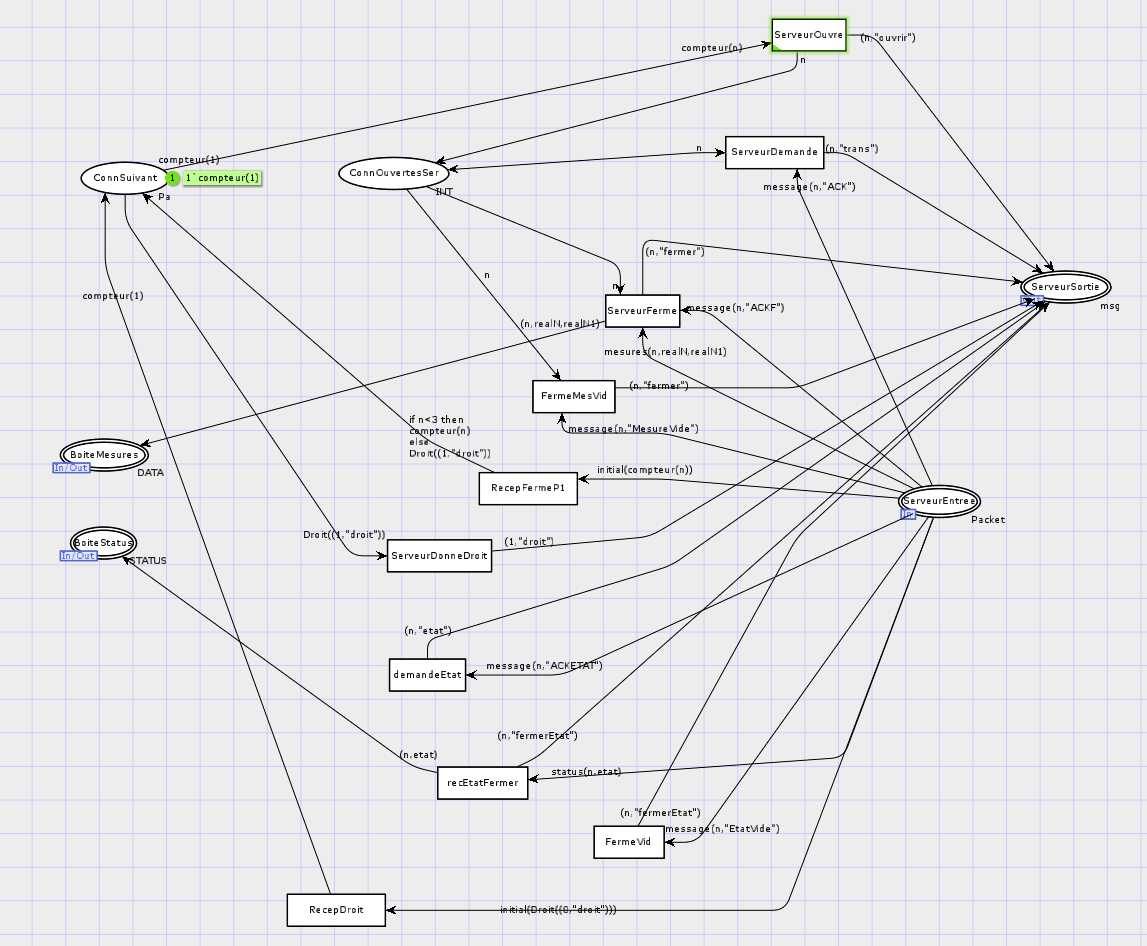 ServeurOuvre
(n,"ouvrir")
compteur(n)
n
n
ServeurDemande
(n,"trans")
compteur(1)
ConnSuivant
1
1`compteur(1)
Pa
ConnOuvertesSer
INT
message(n,"ACK")
(n,"fermer")
n
n
ServeurSortie
msg
compteur(1)
ServeurFerme
message(n,"ACKF")
(n,realN,realN1)
mesures(n,realN,realN1)
FermeMesVid
(n,"fermer")
if n<3 then
compteur(n)
else
Droit((1,"droit"))
message(n,"MesureVide")
BoiteMesures
In/Out
DATA
initial(compteur(n))
RecepFermeP1
ServeurEntree
In
Packet
Droit((1,"droit"))
(1,"droit")
BoiteStatus
In/Out
STATUS
ServeurDonneDroit
(n,"etat")
message(n,"ACKETAT")
demandeEtat
(n,"fermerEtat")
(n,etat)
status(n,etat)
recEtatFermer
(n,"fermerEtat")
message(n,"EtatVide")
FermeVid
RecepDroit
initial(Droit((0,"droit")))